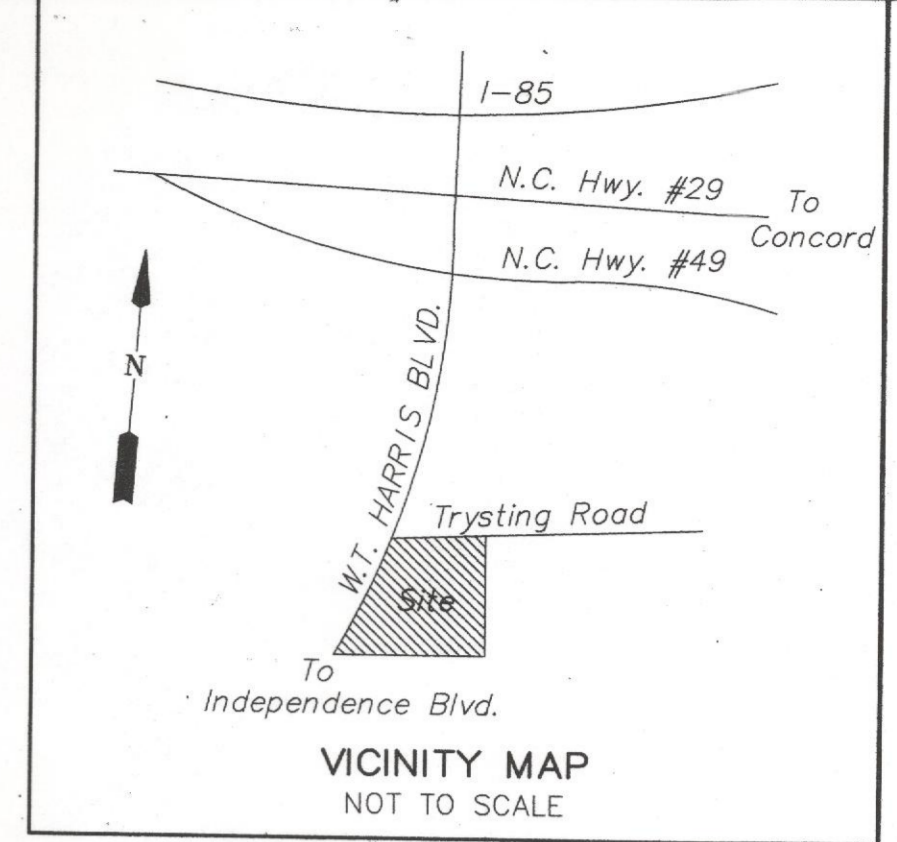 I-85
N.C. Hwy. #29
To
Concord
N.C. Hwy. #49
N
W.T. HARRIS BLVD.
Trysting Road
Site
To
Independence Blvd.
VICINITY MAP
NOT TO SCALE